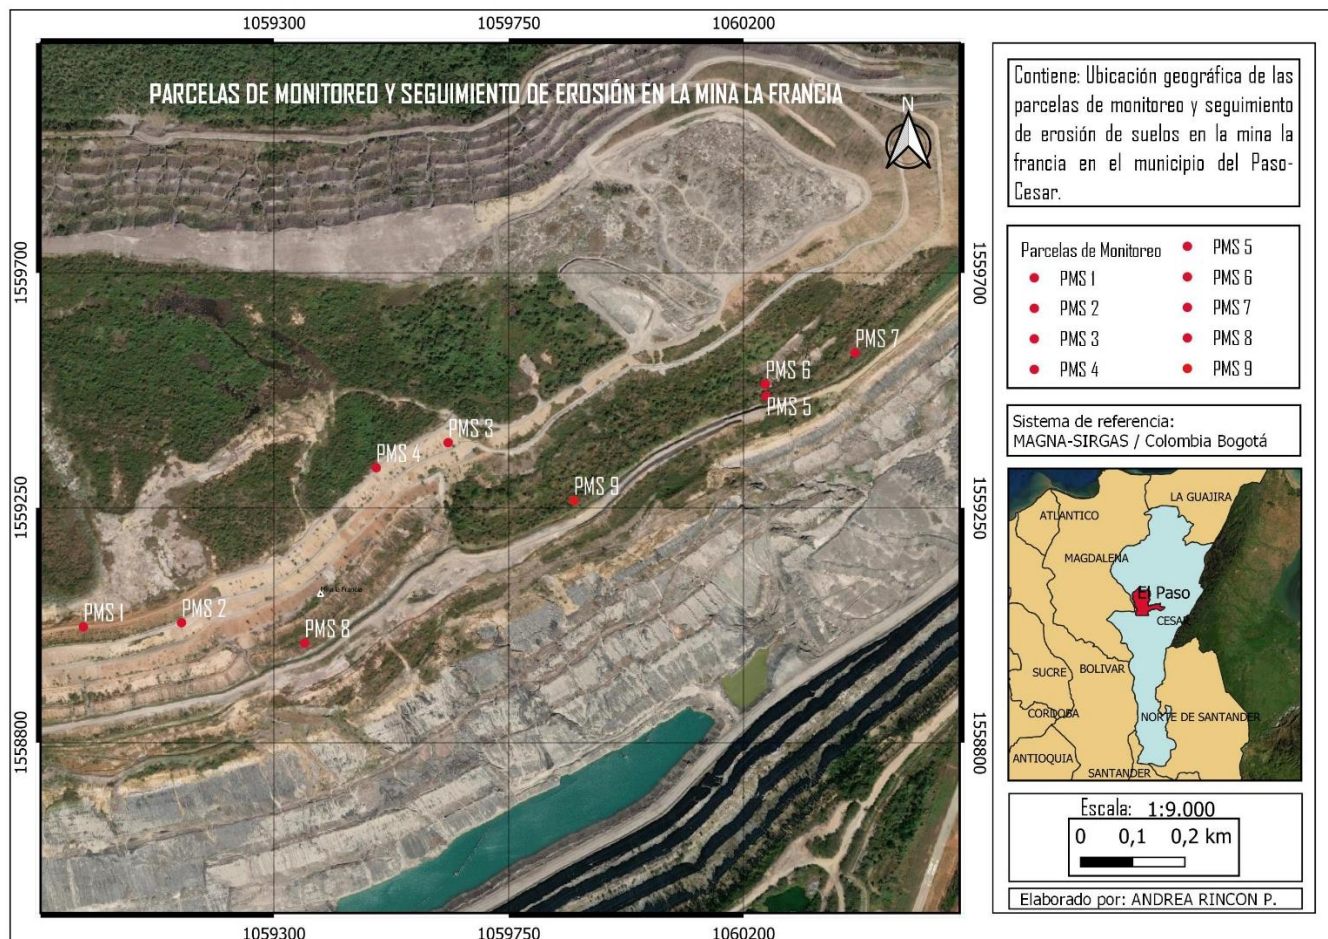 1059300
1059750
1060200
PARCELAS DE MONITOREO Y SEGUIMIENTO DE EROSIÓN EN LA MINA LA FRANCIA
N
1559700
1559250
1558800
1559700
1559250
1558800
PMS 7
PMS 6
PMS 5
PMS 3
PMS 4
PMS 9
PMS 1
PMS 2
PMS 8
1059300
1059750
1060200
Contiene: Ubicación geográfica de las
parcelas de monitoreo y seguimiento
de erosión de suelos en la mina la
francia en el municipio del Paso-
Cesar.
Parcelas de Monitoreo
PMS 1
PMS 2
PMS 3
PMS 4
PMS 5
PMS 6
PMS 7
PMS 8
PMS 9
Sistema de referencia:
MAGNA-SIRGAS / Colombia Bogotá
LA GUAJIRA
ATLANTICO
MAGDALENA
El Paso
CESAR
BOLIVAR
SUCRE
CORDOBA
NORTE DE SANTANDER
ANTIOQUIA
SANTANDER
Escala: 1:9.000
0 0,1 0,2 km
Elaborado por: ANDREA RINCON P.